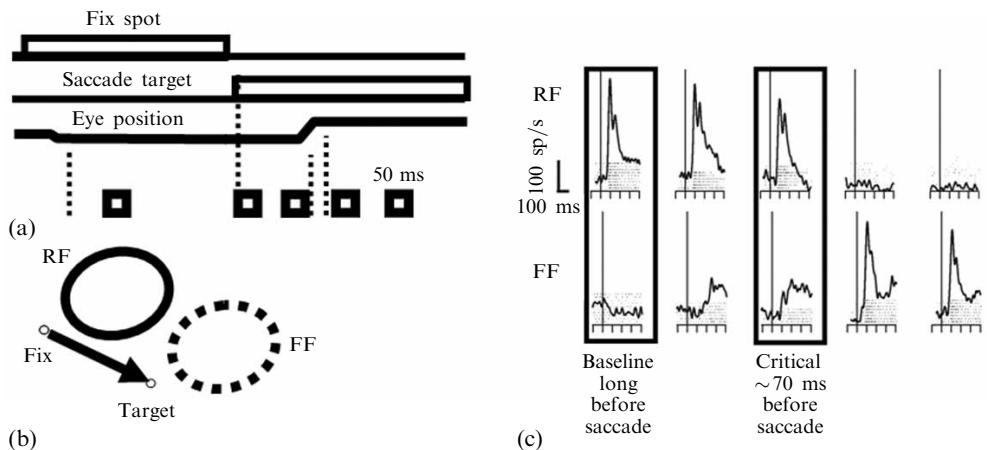 Fix spot
Saccade target
Eye position
50 ms
(a)
RF
Fix
FF
Target
(b)
RF
100 sp/s
100 ms
FF
Baseline
long
before
saccade
Critical
~70 ms
before
saccade
(c)